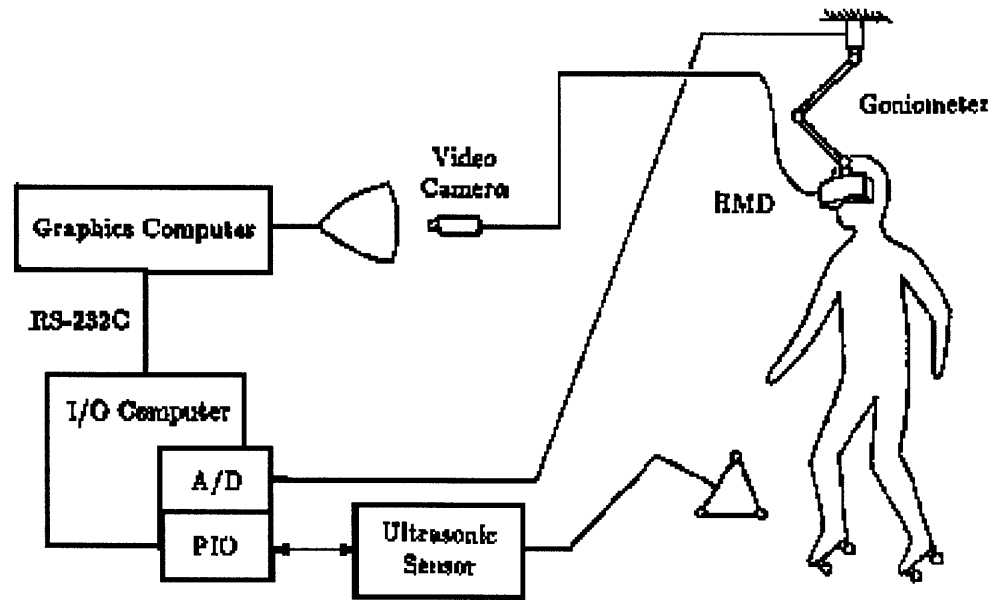 Goniometer
Video
Camera
HMD
Graphics Computer
RS-232C
I/O Computer
A/D
PIO
Ultrasonic
Sensor